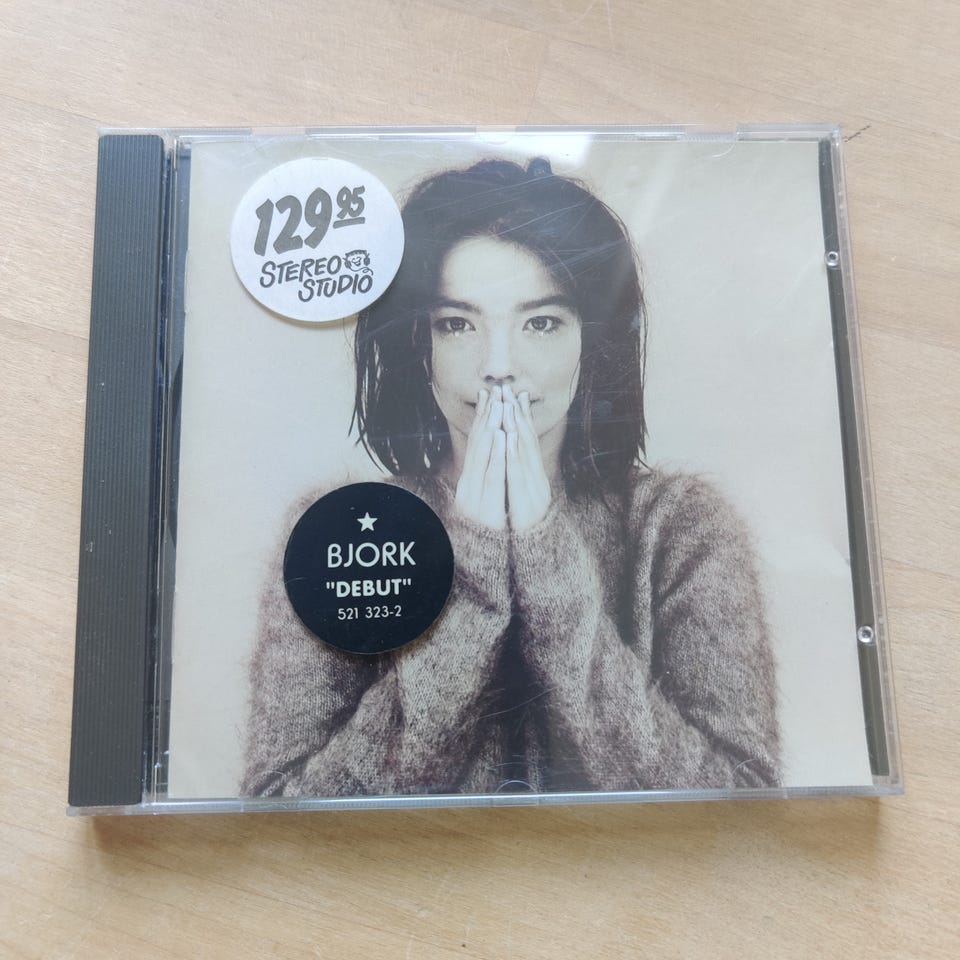 129 95
STEREO
STUDIO
★
BJORK
"DEBUT"
521 323-2